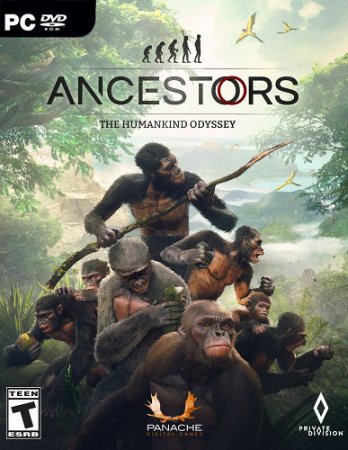 PC DVD
ROM
ANCESTORS
THE HUMANKIND ODYSSEY
TEEN
T
ESRB
PANACHE
DIGITAL GAMES
PRIVATE
DIVISION